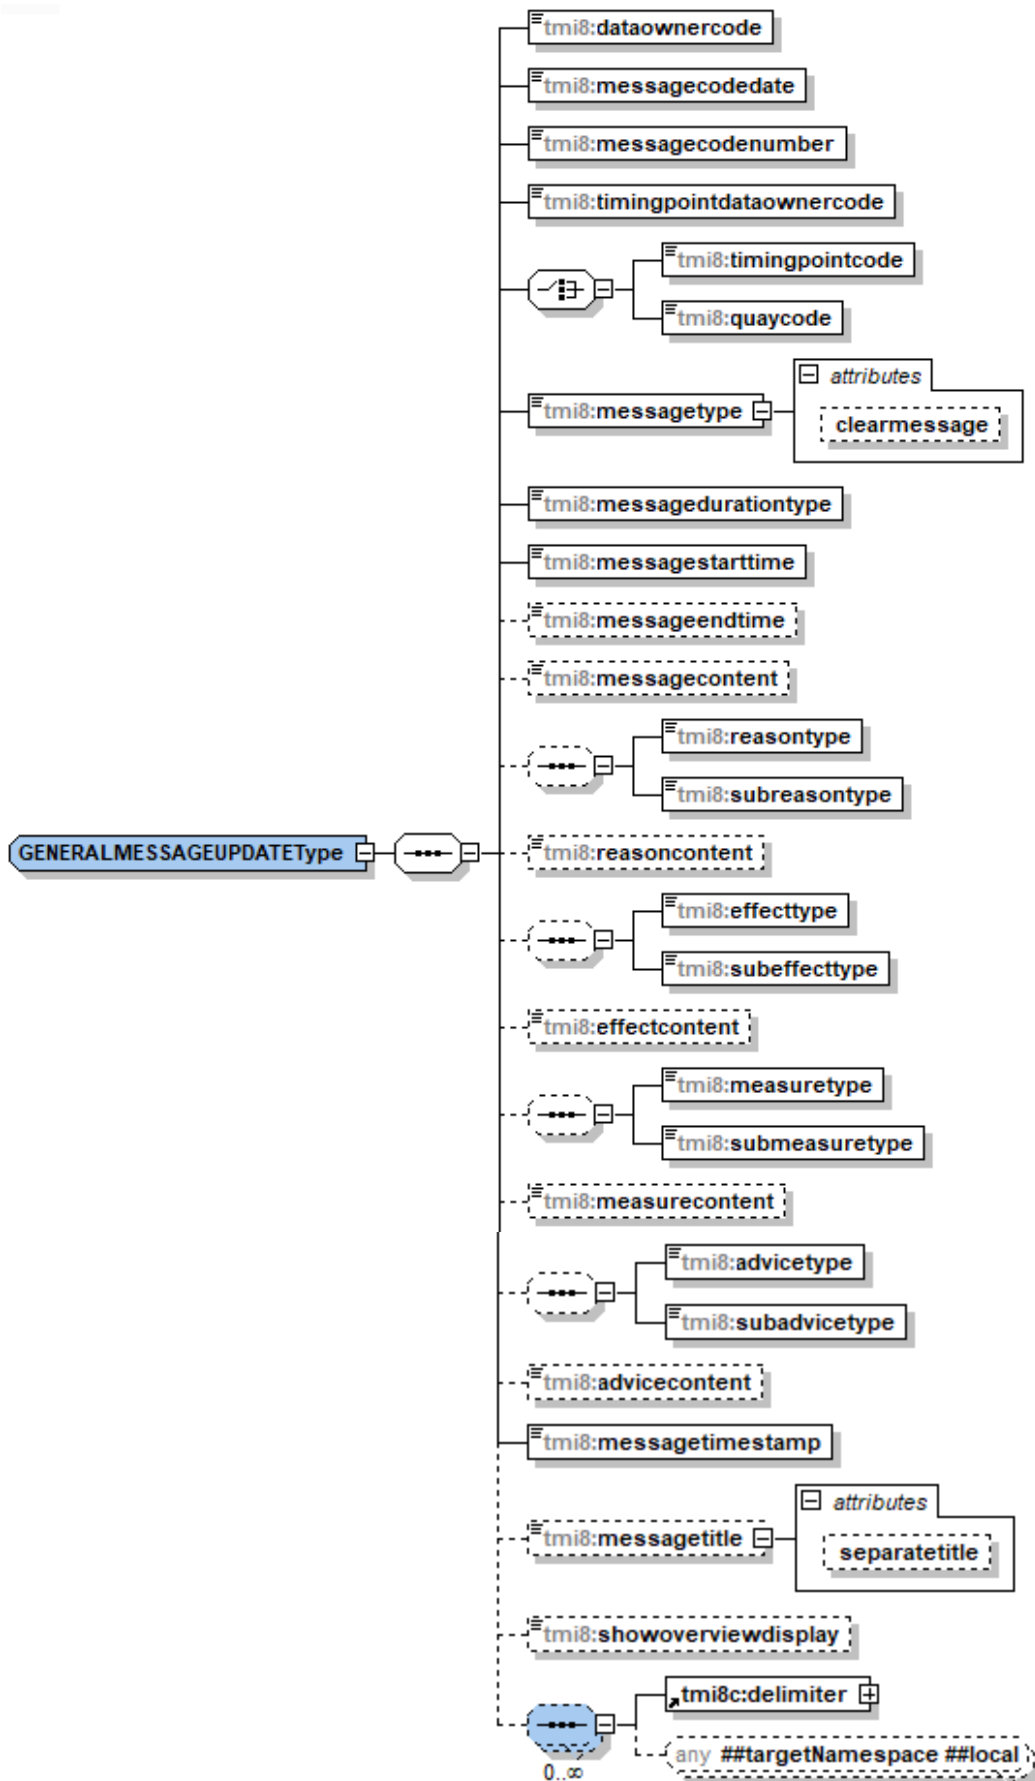 tmi8:dataownercode
tmi8:messagecodedate
tmi8:messagecodenumber
tmi8:timingpointdataownercode
tmi8:timingpointcode
tmi8:quaycode
attributes
tmi8:messagetype
clearmessage
tmi8:messagedurationtype
tmi8:messagestarttime
tmi8:messageendtime
tmi8:messagecontent
tmi8:reasontype
tmi8:subreasontype
GENERALMESSAGEUPDATEType
tmi8:reasoncontent
tmi8:effecttype
tmi8:subeffecttype
tmi8:effectcontent
tmi8:measuretype
tmi8:submeasuretype
tmi8:measurecontent
tmi8:advicetype
tmi8:subadvicetype
tmi8:advicecontent
tmi8:messagetimestamp
attributes
tmi8:messagetitle
separatetitle
tmi8:showoverviewdisplay
tmi8c:delimiter
any ##targetNamespace ##local
0..∞